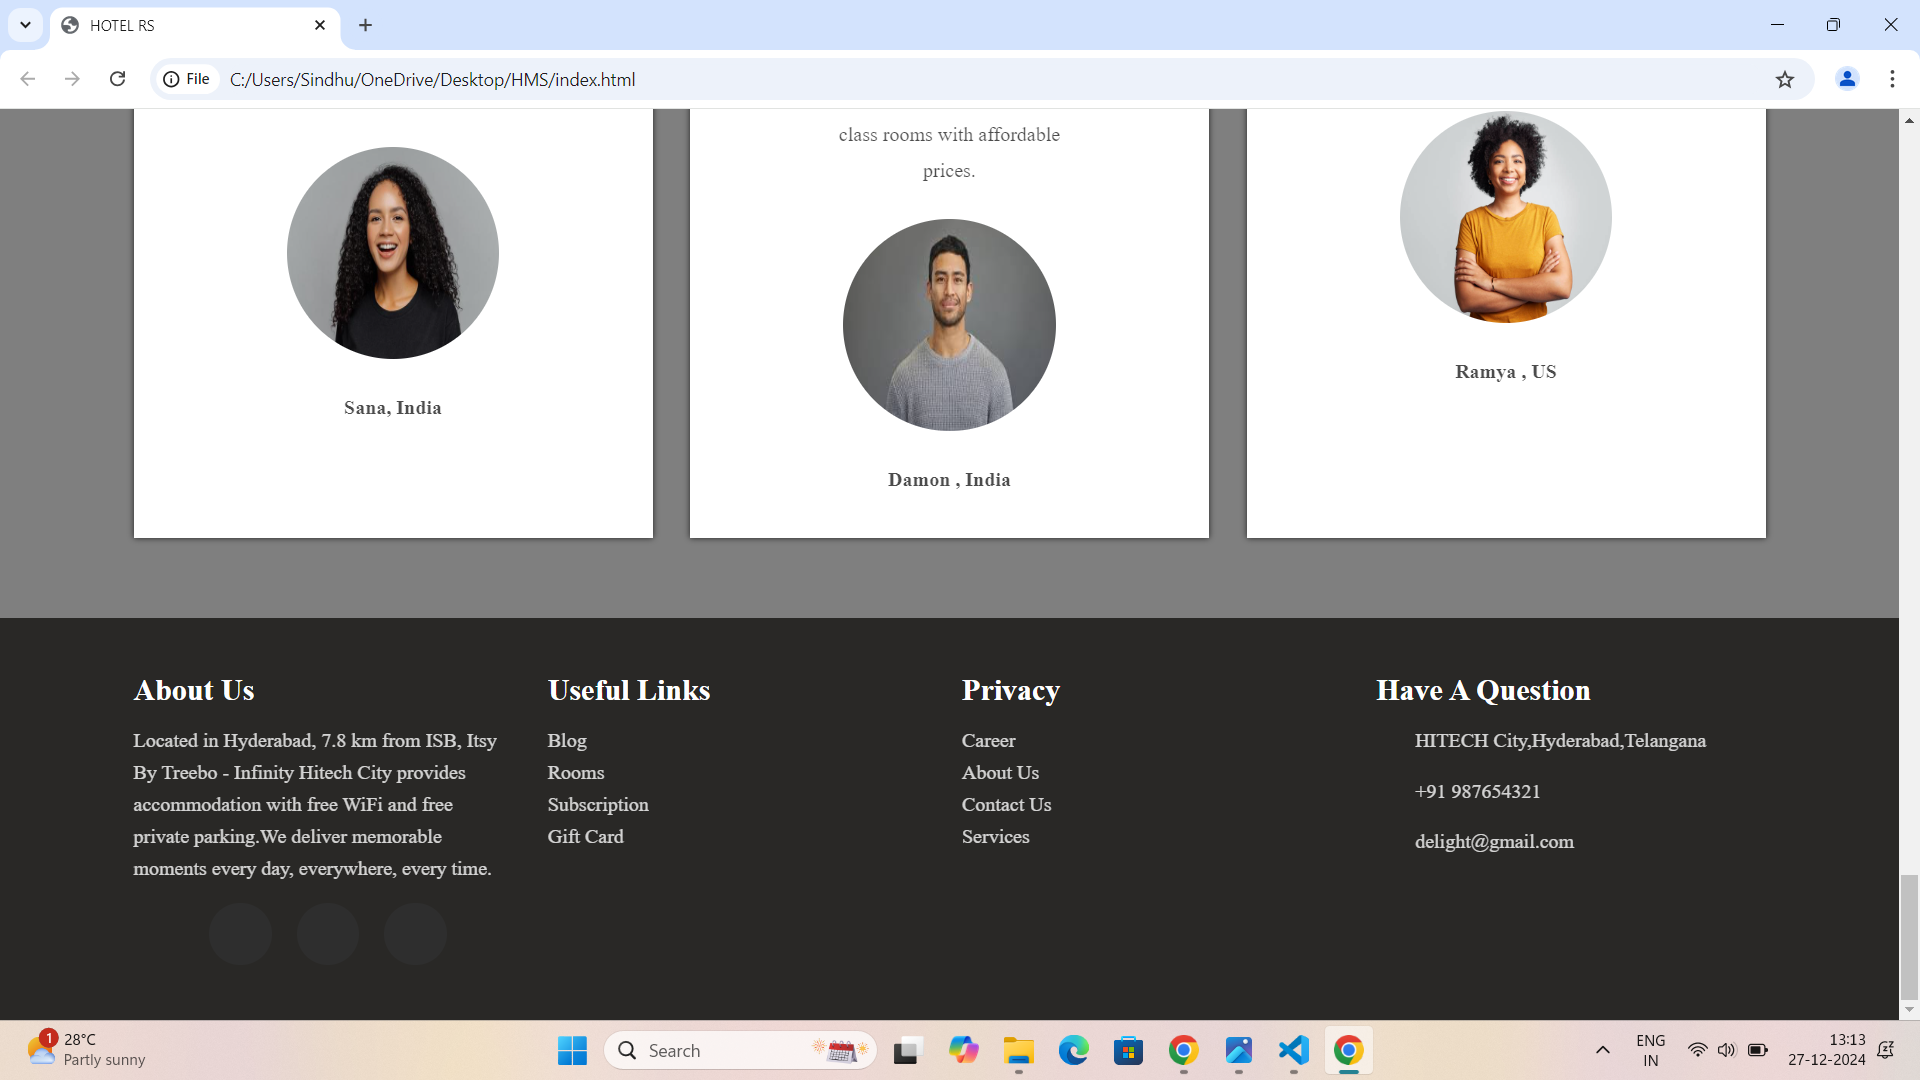 HOTEL RS
File
C:/Users/Sindhu/OneDrive/Desktop/HMS/index.html
class rooms with affordable
prices.
Sana, India
Damon , India
Ramya , US
About Us
Located in Hyderabad, 7.8 km from ISB, Itsy
By Treebo - Infinity Hitech City provides
accommodation with free WiFi and free
private parking.We deliver memorable
moments every day, everywhere, every time.
Useful Links
Blog
Rooms
Subscription
Gift Card
Privacy
Career
About Us
Contact Us
Services
Have A Question
HITECH City,Hyderabad,Telangana
+91 987654321
delight@gmail.com
1
28°C
Partly sunny
Search
ENG
IN
13:13
27-12-2024